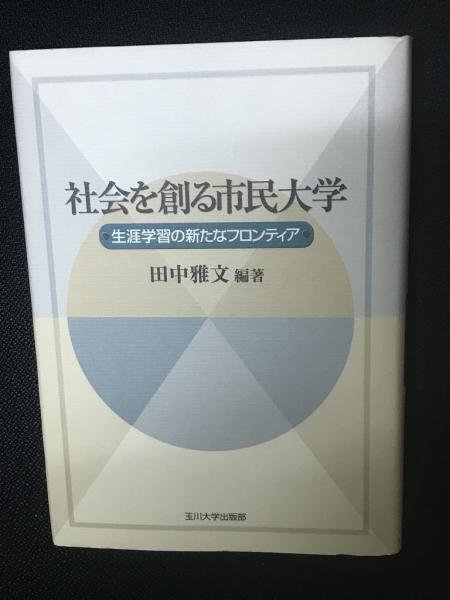 社会を創る市民大学
生涯学習の新たなフロンティア
田中雅文 編著
玉川大学出版部